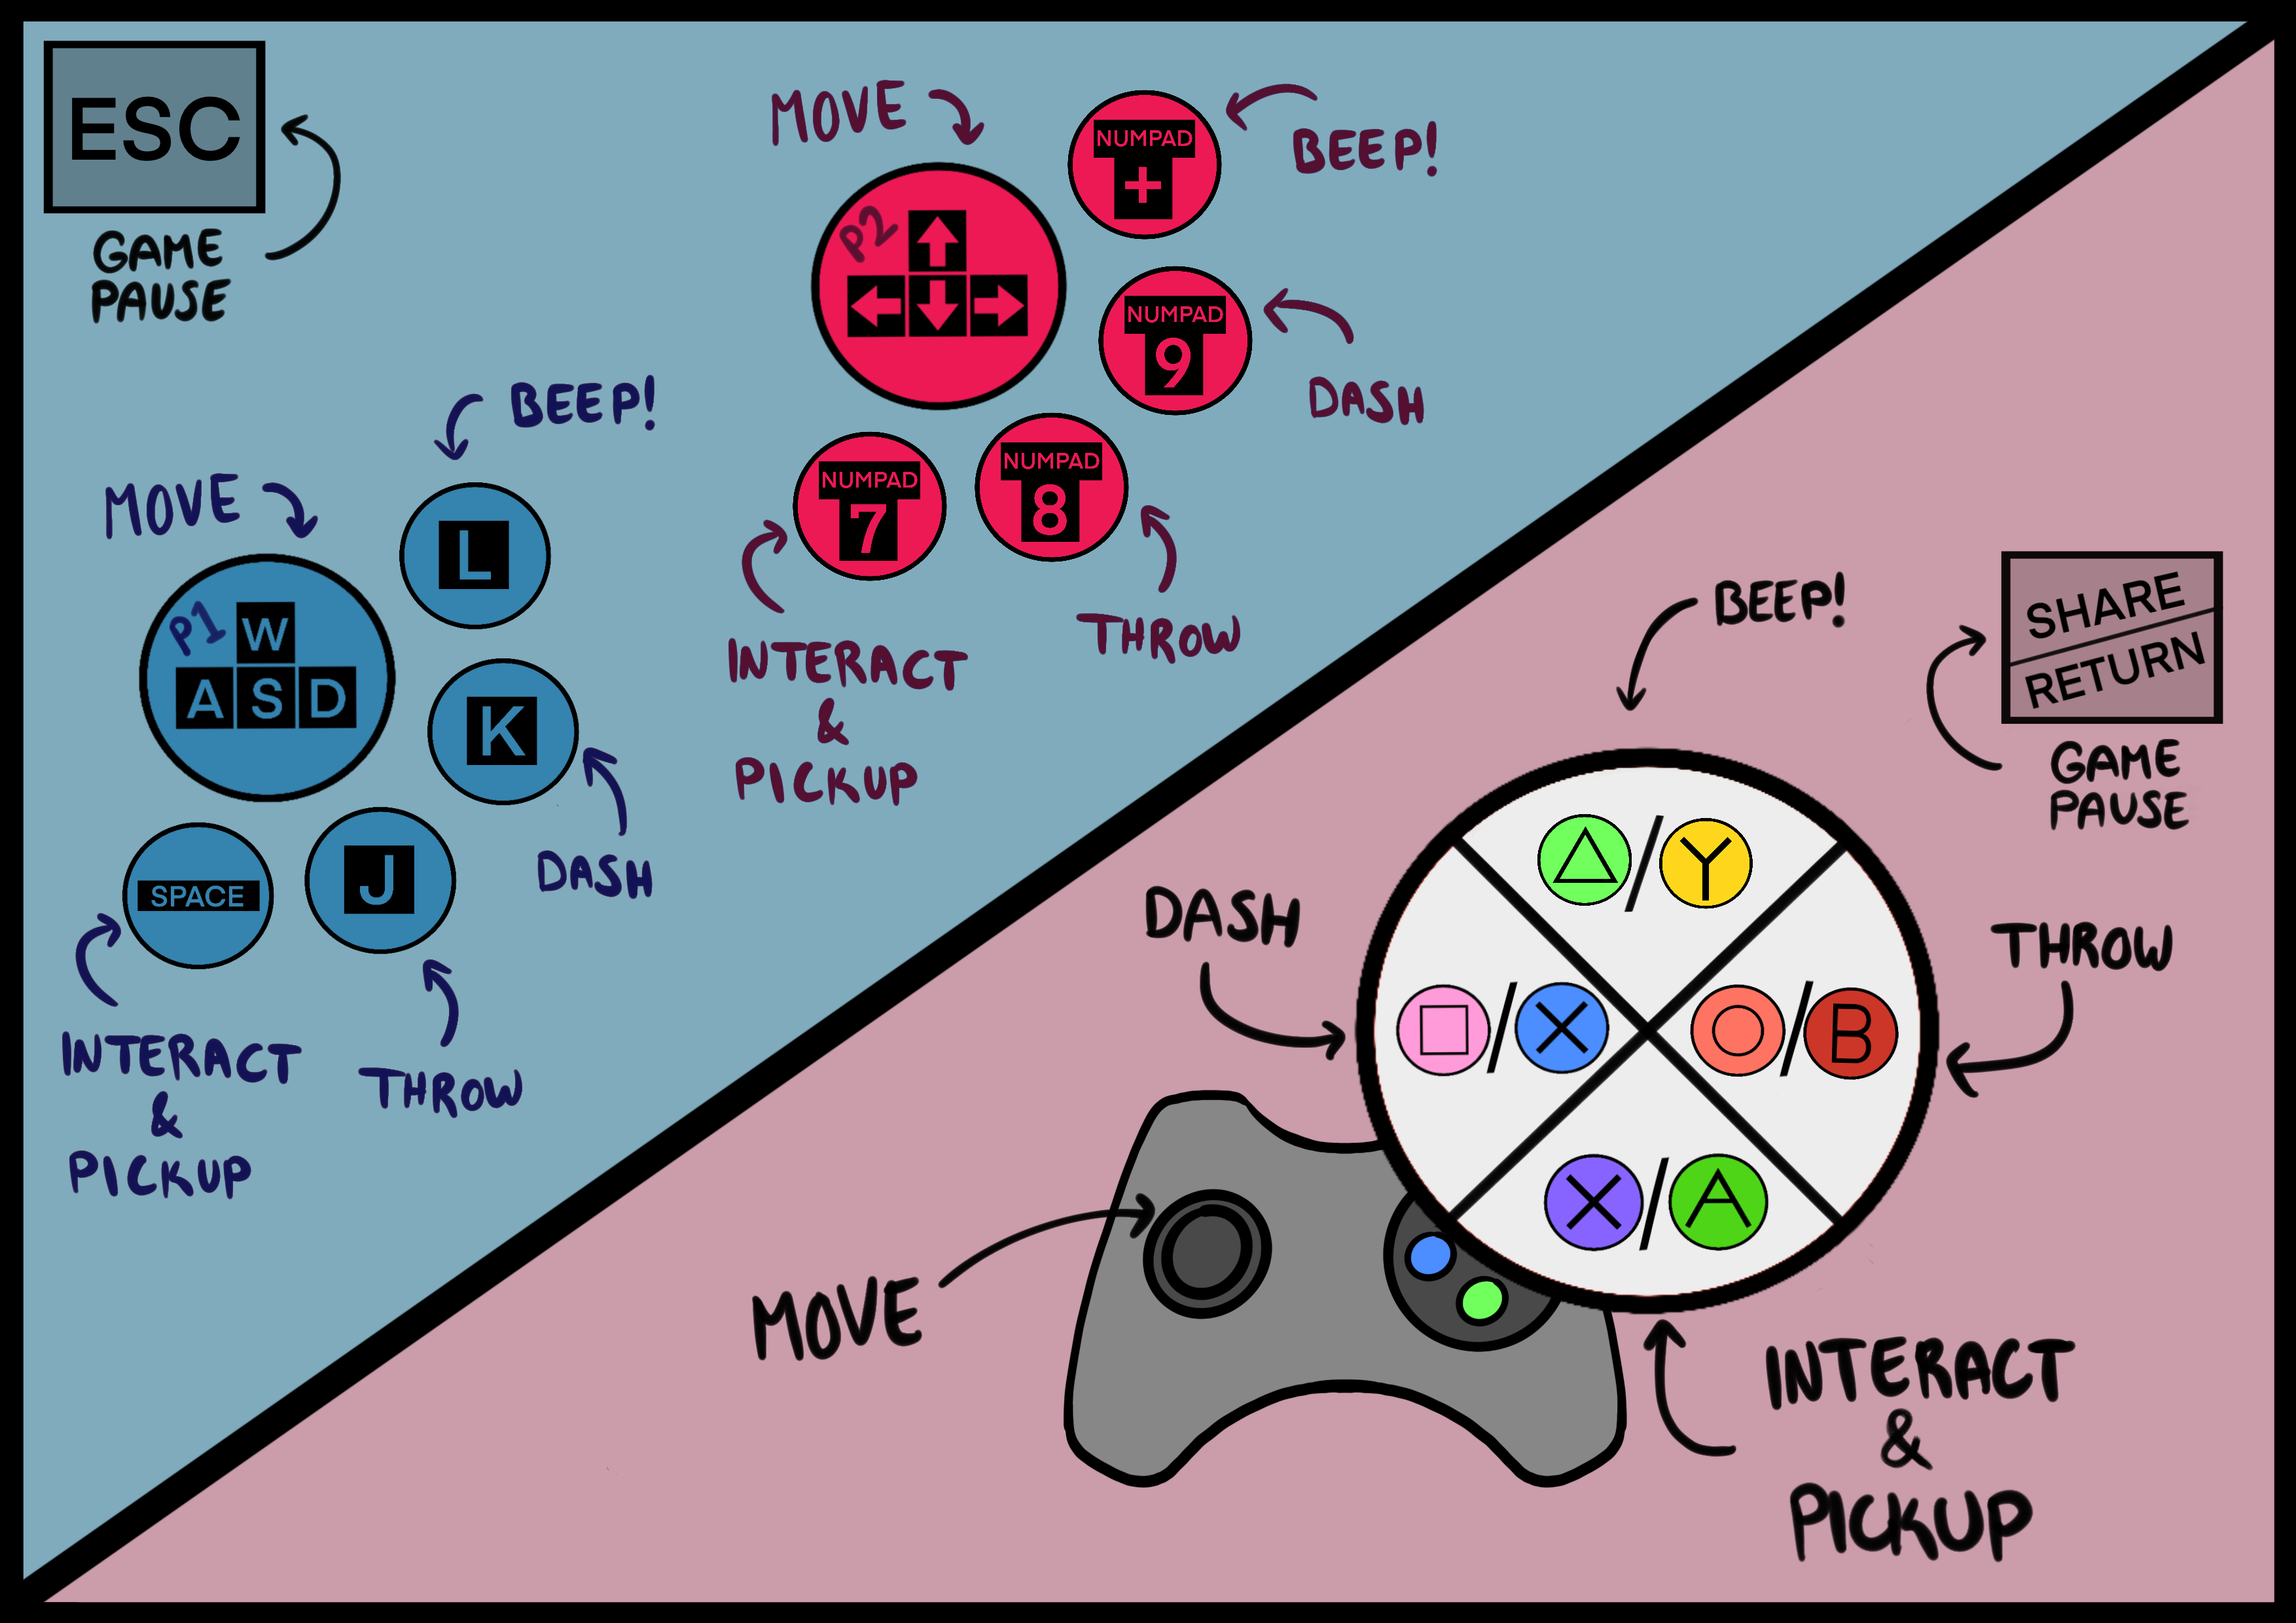 ESC
GAME
PAUSE
MOVE
P2
NUMPAD
+
BEEP!
NUMPAD
9
DASH
NUMPAD
7
NUMPAD
8
INTERACT
&
PICKUP
THROW
BEEP!
MOVE
P1
W
A S D
L
K
DASH
SPACE
J
INTERACT
&
PICKUP
THROW
BEEP!
SHARE
RETURN
GAME
PAUSE
DASH
THROW
Y
X
B
X
A
MOVE
INTERACT
&
PICKUP